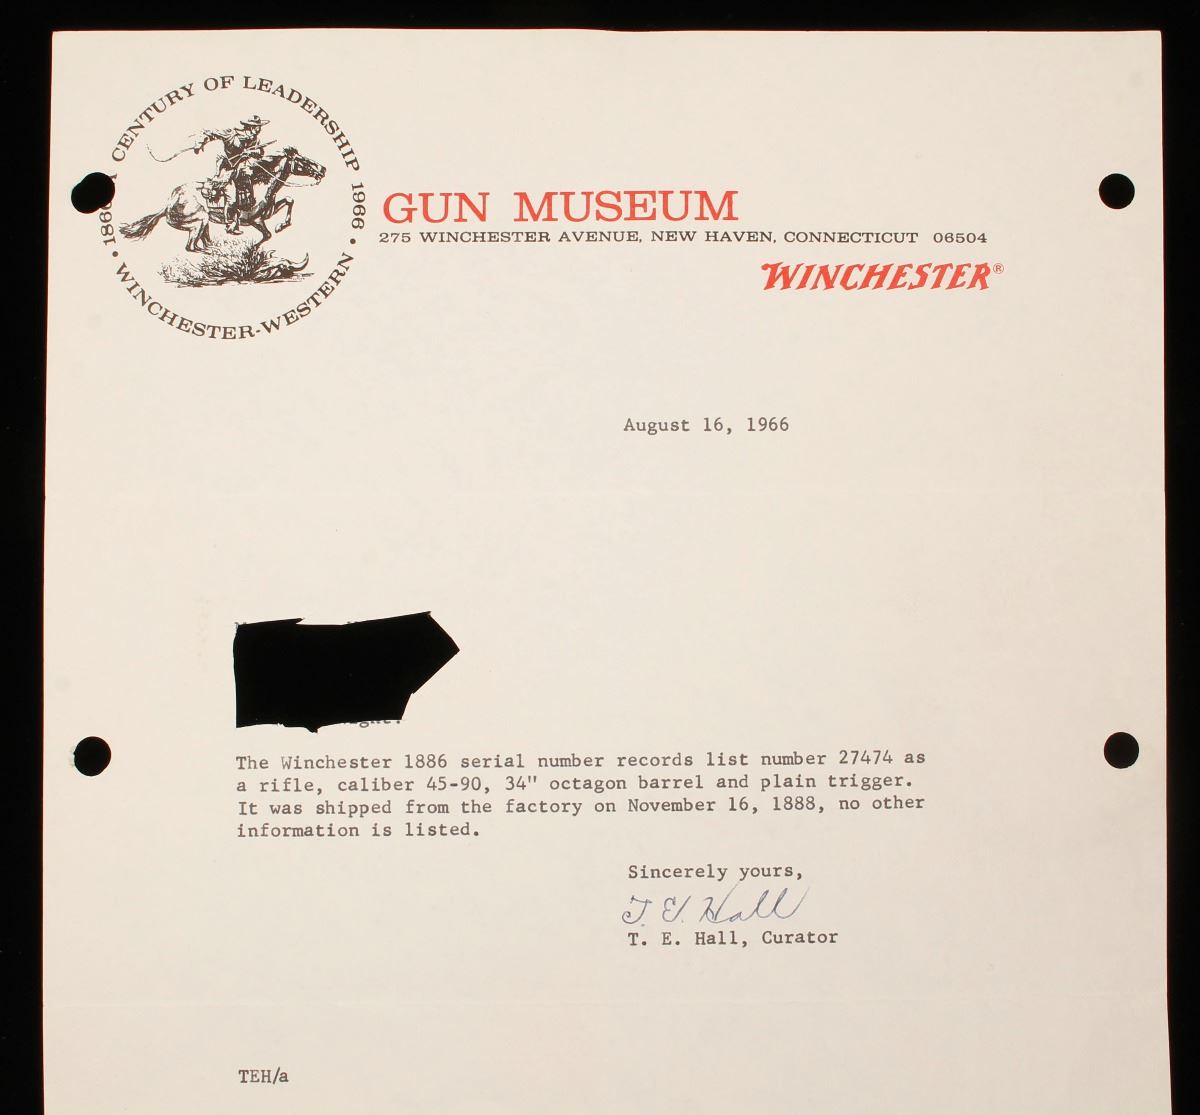 CENTURY OF LEADERSHIP 1966 • WINCHESTER-WESTERN •
GUN MUSEUM
275 WINCHESTER AVENUE, NEW HAVEN, CONNECTICUT 06504
WINCHESTER®
August 16, 1966
The Winchester 1886 serial number records list number 27474 as
a rifle, caliber 45-90, 34" octagon barrel and plain trigger.
It was shipped from the factory on November 16, 1888, no other
information is listed.
Sincerely yours,
T. E. Hall
T. E. Hall, Curator
TEH/a